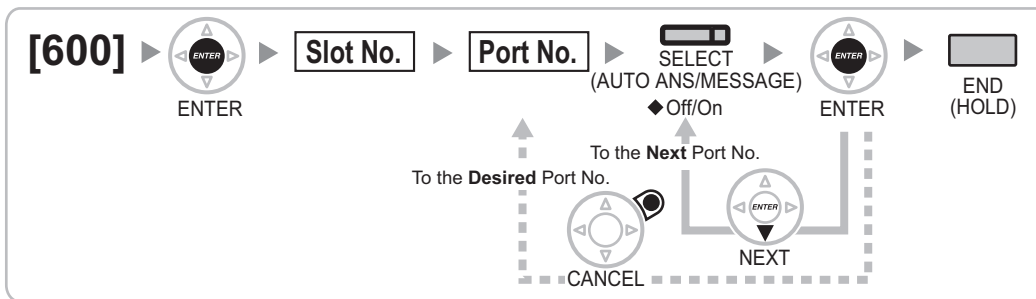 [600]
ENTER
ENTER
Slot No.
Port No.
SELECT
(AUTO ANS/MESSAGE)
◆Off/On
ENTER
ENTER
END
(HOLD)
To the Next Port No.
To the Desired Port No.
ENTER
NEXT
CANCEL